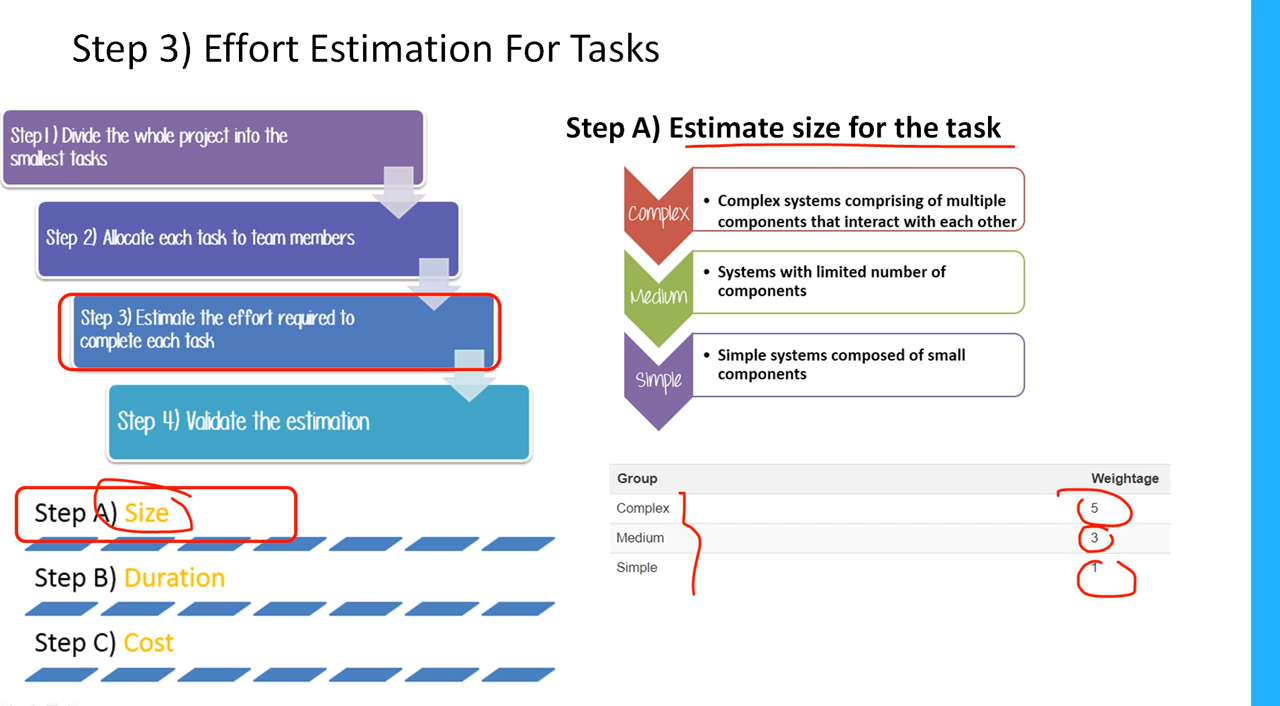 Step 3) Effort Estimation For Tasks
Step1) Divide the whole project into the
smallest tasks
Step 2) Allocate each task to team members
Step 3) Estimate the effort required to
complete each task
Step 4) Validate the estimation
Step A) Size
Step B) Duration
Step C) Cost
Step A) Estimate size for the task
Complex
• Complex systems comprising of multiple
components that interact with each other
Medium
• Systems with limited number of
components
Simple
• Simple systems composed of small
components
Group Weightage
Complex 5
Medium 3
Simple 1